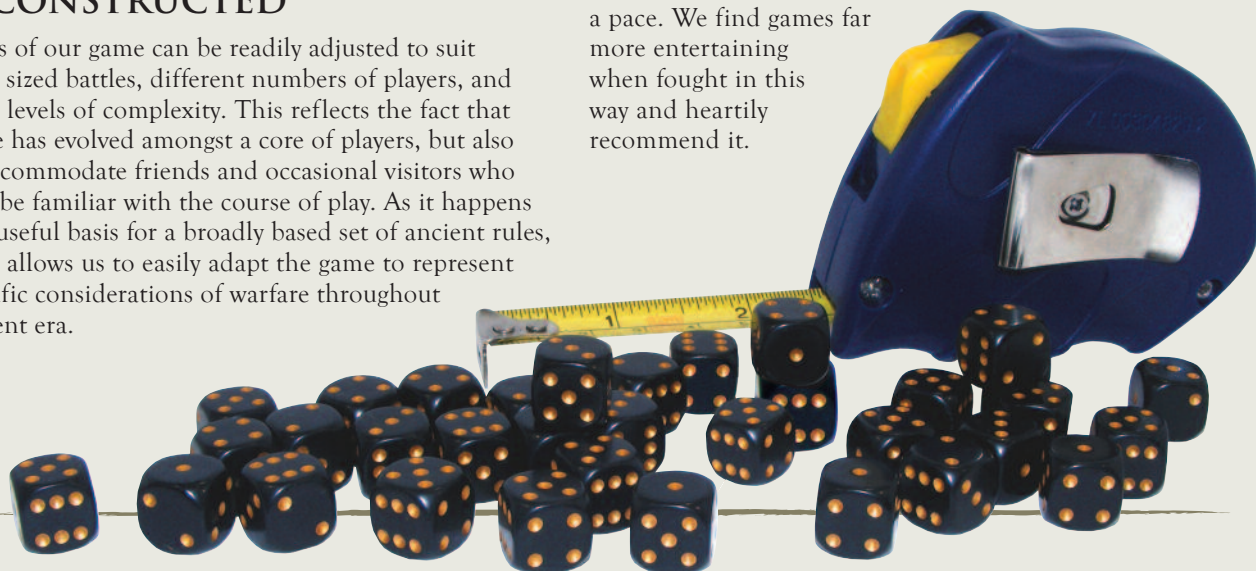 CONSTRUCTED
s of our game can be readily adjusted to suit
sized battles, different numbers of players, and
levels of complexity. This reflects the fact that
e has evolved amongst a core of players, but also
commodate friends and occasional visitors who
be familiar with the course of play. As it happens
useful basis for a broadly based set of ancient rules,
allows us to easily adapt the game to represent
ific considerations of warfare throughout
ent era.
a pace. We find games far
more entertaining
when fought in this
way and heartily
recommend it.
1 2